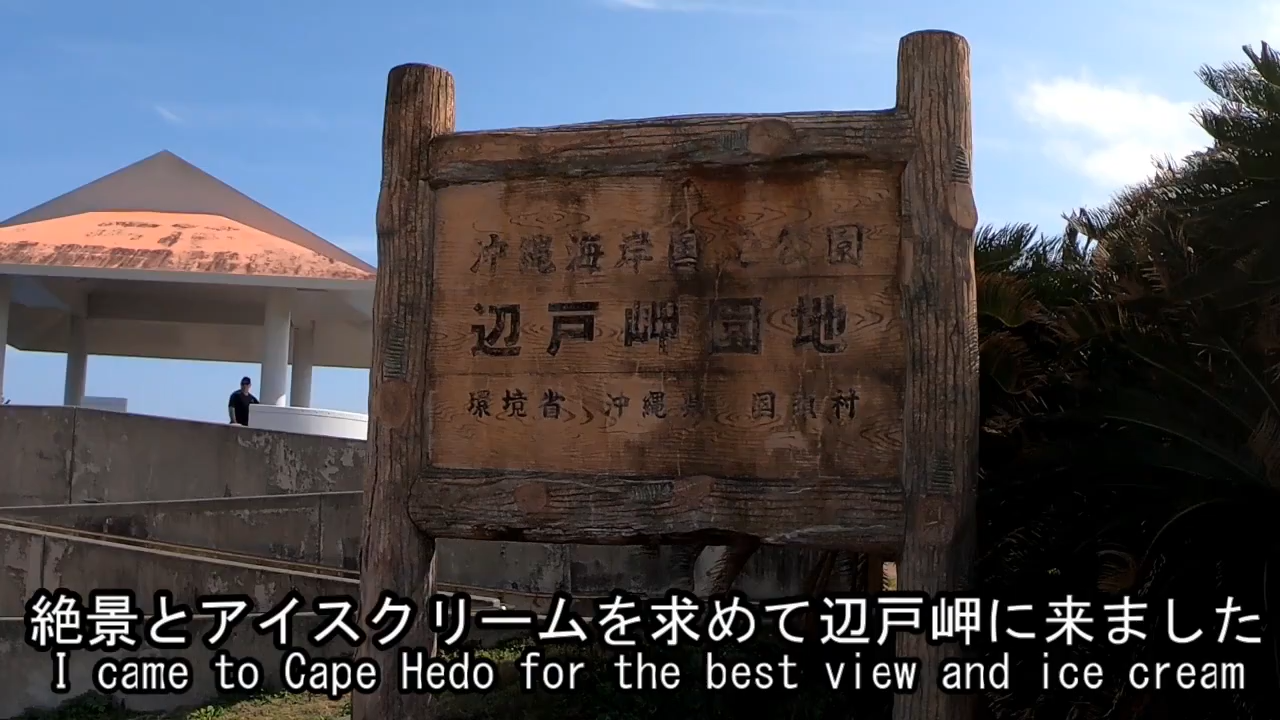 沖縄海岸国定公園
辺戸岬園地
環境省 沖縄県 国頭村
絶景とアイスクリームを求めて辺戸岬に来ました
I came to Cape Hedo for the best view and ice cream